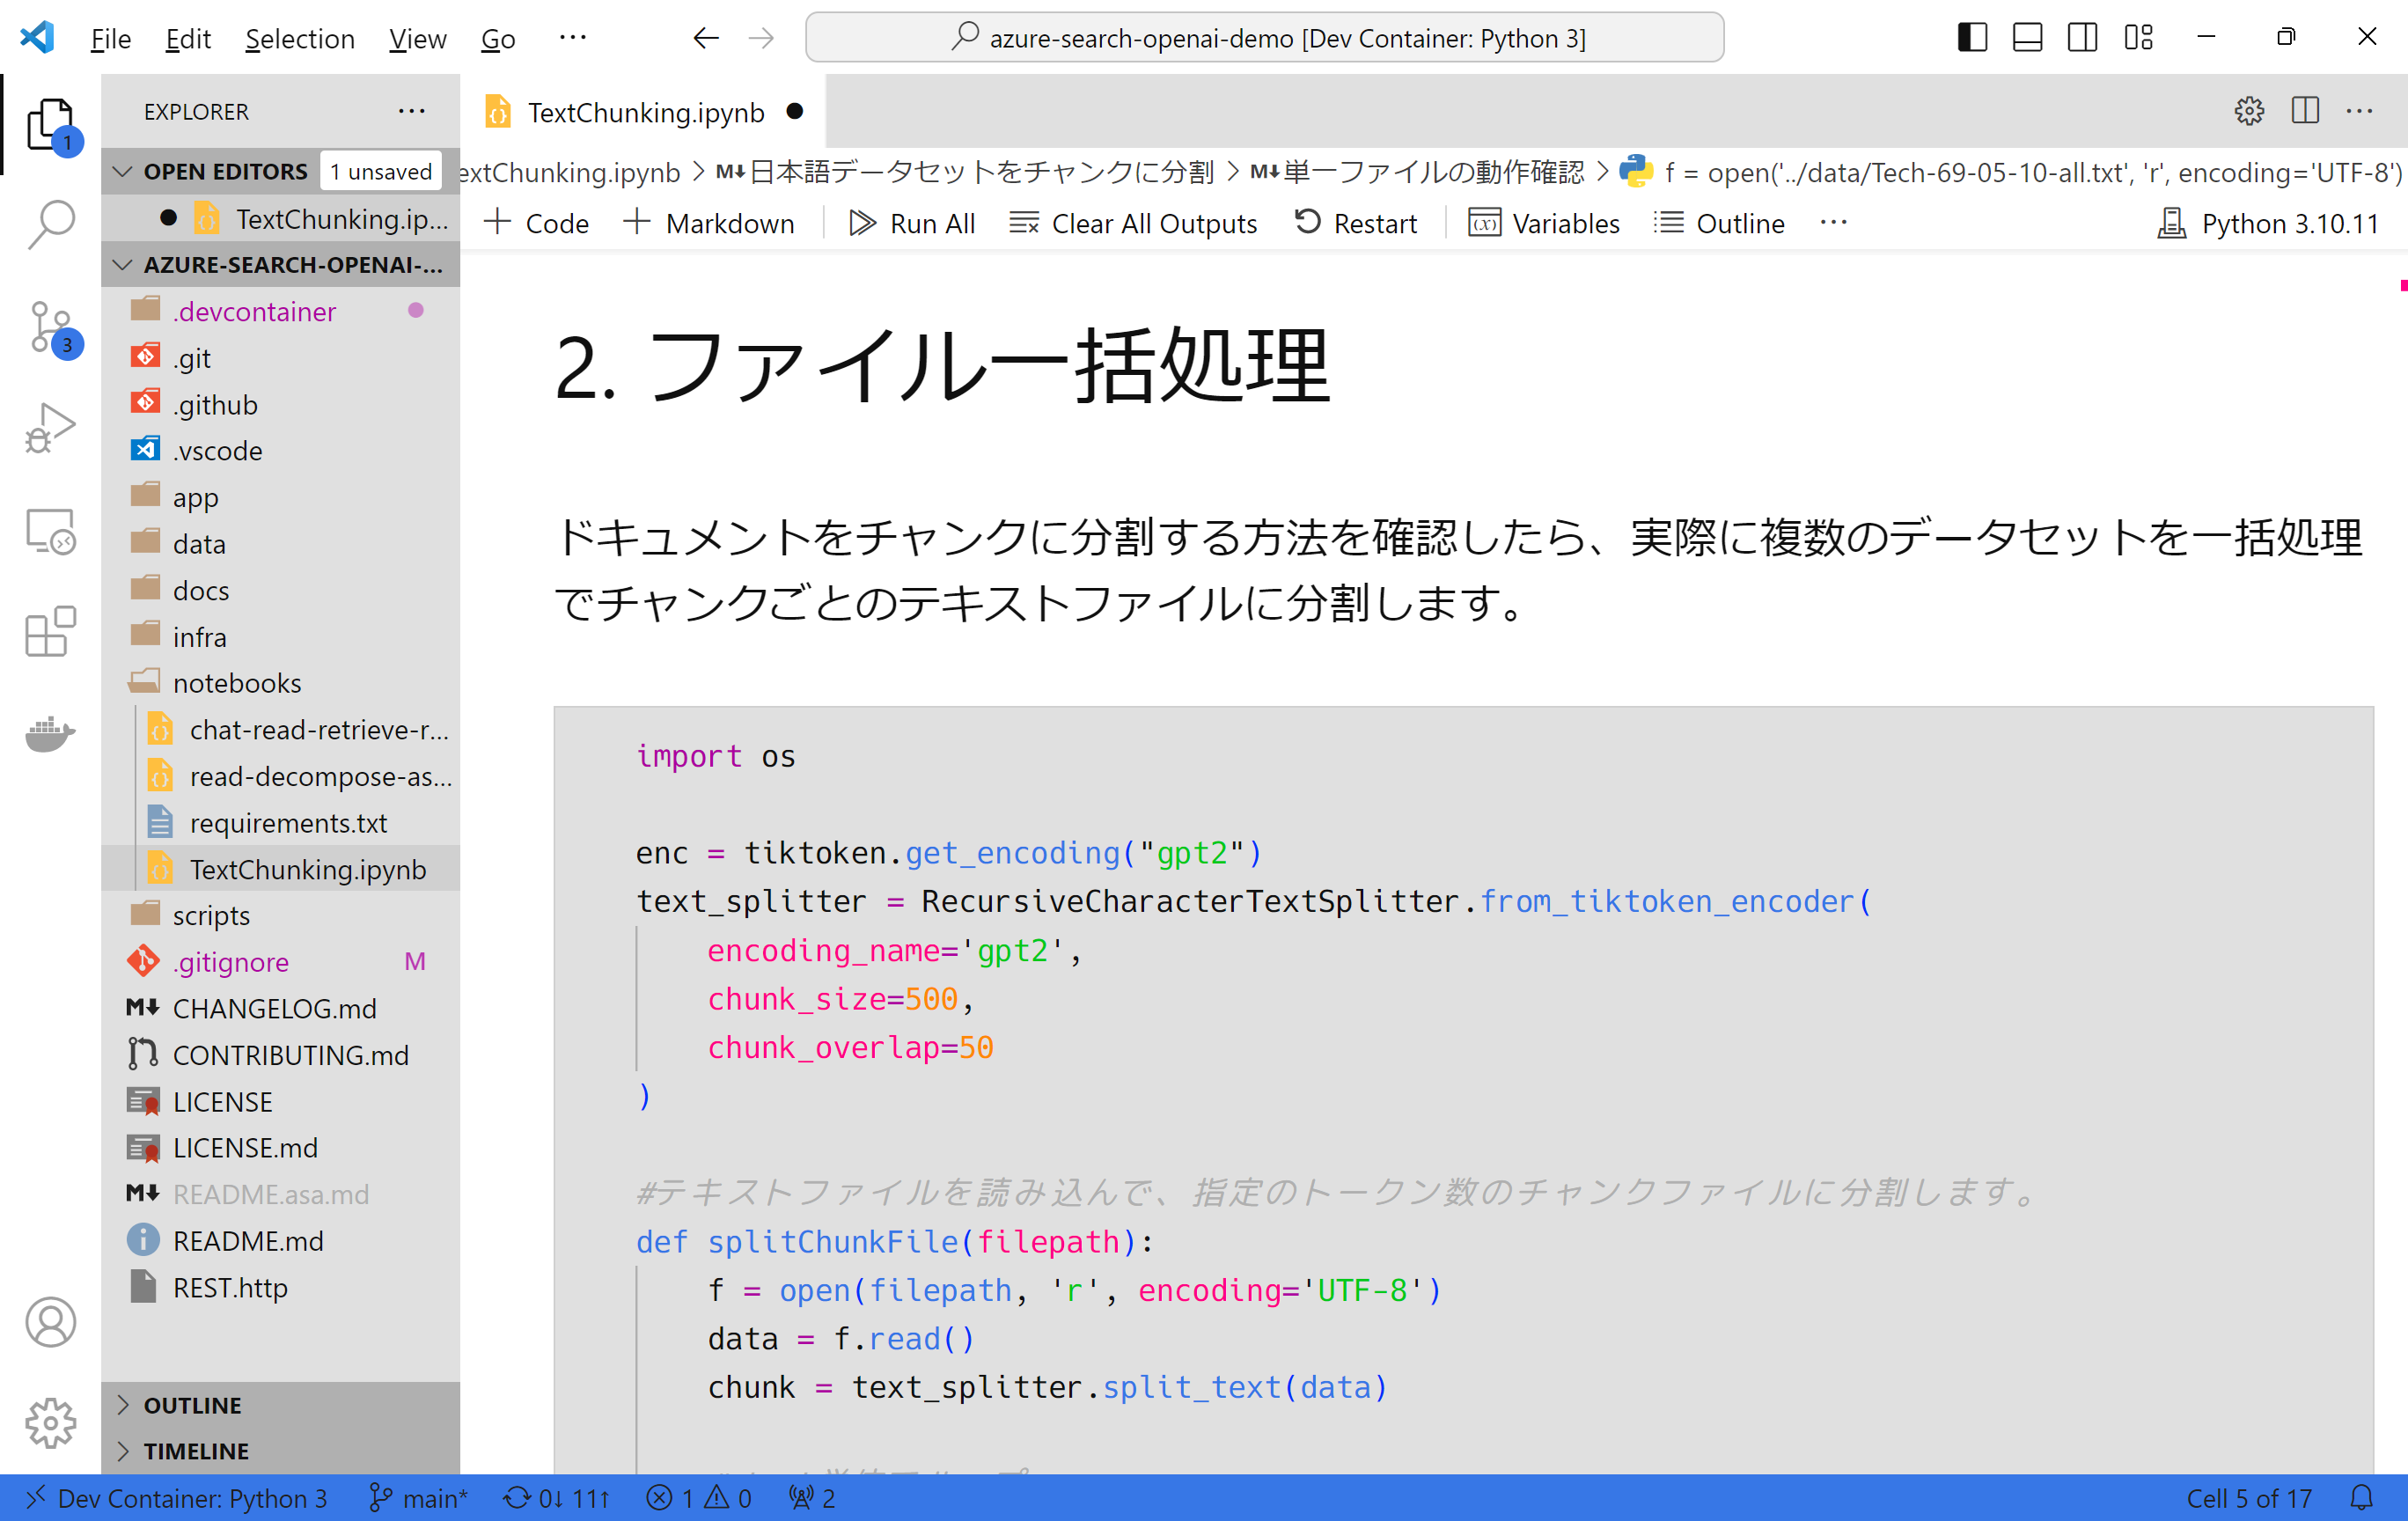 File Edit Selection View Go ···
azure-search-openai-demo [Dev Container: Python 3]
EXPLORER ···
1
OPEN EDITORS 1 unsaved
TextChunking.ip...
AZURE-SEARCH-OPENAI-...
.devcontainer
.git
3
.github
.vscode
app
data
docs
infra
notebooks
chat-read-retrieve-r...
read-decompose-as...
requirements.txt
TextChunking.ipynb
scripts
.gitignore M
CHANGELOG.md
CONTRIBUTING.md
LICENSE
LICENSE.md
README.asa.md
README.md
REST.http
OUTLINE
TIMELINE
TextChunking.ipynb
extChunking.ipynb > 日本語データセットをチャンクに分割 > 単一ファイルの動作確認 > f = open('../data/Tech-69-05-10-all.txt', 'r', encoding='UTF-8')
+ Code + Markdown Run All Clear All Outputs Restart Variables Outline ··· Python 3.10.11
2. ファイル一括処理
ドキュメントをチャンクに分割する方法を確認したら、実際に複数のデータセットを一括処理
でチャンクごとのテキストファイルに分割します。
import os
enc = tiktoken.get_encoding("gpt2")
text_splitter = RecursiveCharacterTextSplitter.from_tiktoken_encoder(
encoding_name='gpt2',
chunk_size=500,
chunk_overlap=50
)
#テキストファイルを読み込んで、指定のトークン数のチャンクファイルに分割します。
def splitChunkFile(filepath):
f = open(filepath, 'r', encoding='UTF-8')
data = f.read()
chunk = text_splitter.split_text(data)
Dev Container: Python 3 main* 0↓ 11↑ 1 0 2 Cell 5 of 17